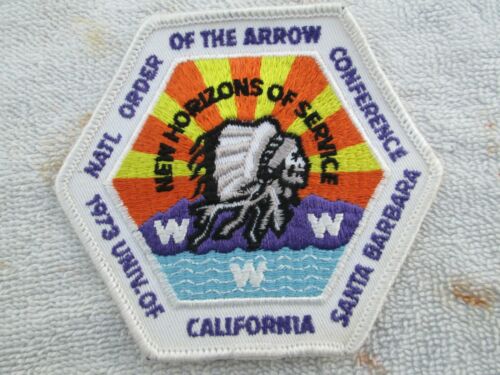 NATL ORDER OF THE ARROW CONFERENCE
1973 UNIV. OF CALIFORNIA SANTA BARBARA
NEW HORIZONS OF SERVICE
W W
W